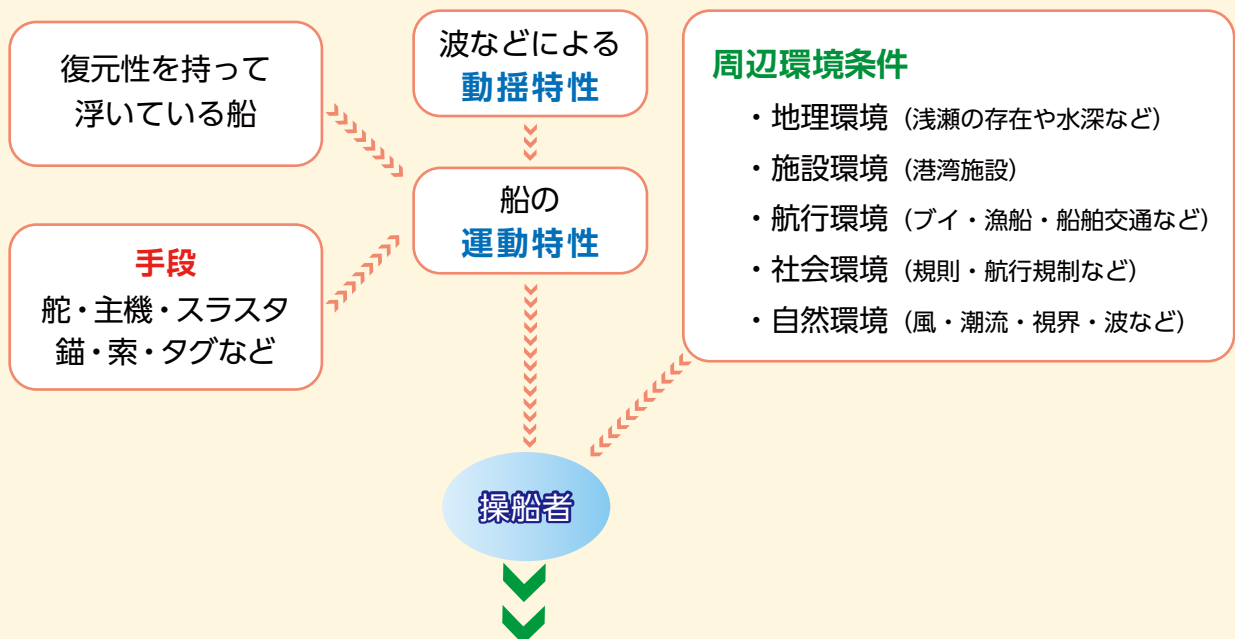 復元性を持って
浮いている船
波などによる
動揺特性
船の
運動特性
手段
舵・主機・スラスタ
錨・索・タグなど
周辺環境条件
・地理環境（浅瀬の存在や水深など）
・施設環境（港湾施設）
・航行環境（ブイ・漁船・船舶交通など）
・社会環境（規則・航行規制など）
・自然環境（風・潮流・視界・波など）
操船者